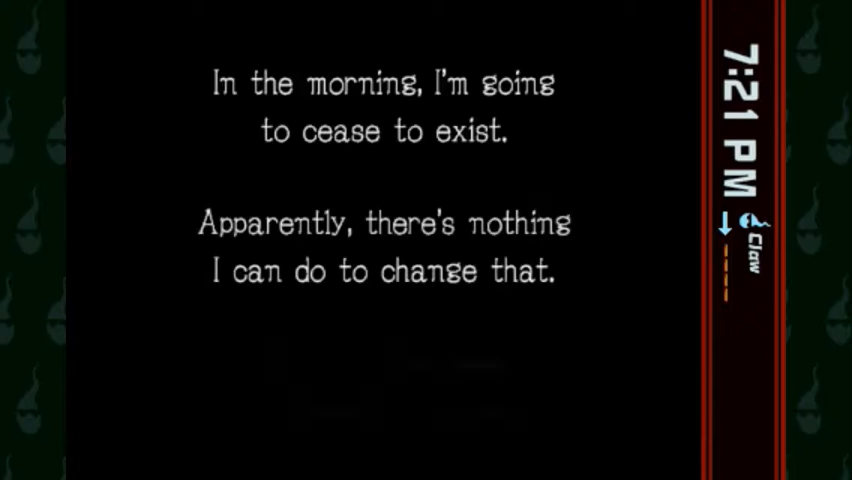 In the morning, I'm going
to cease to exist.
Apparently, there's nothing
I can do to change that.
7:21 PM
Claw